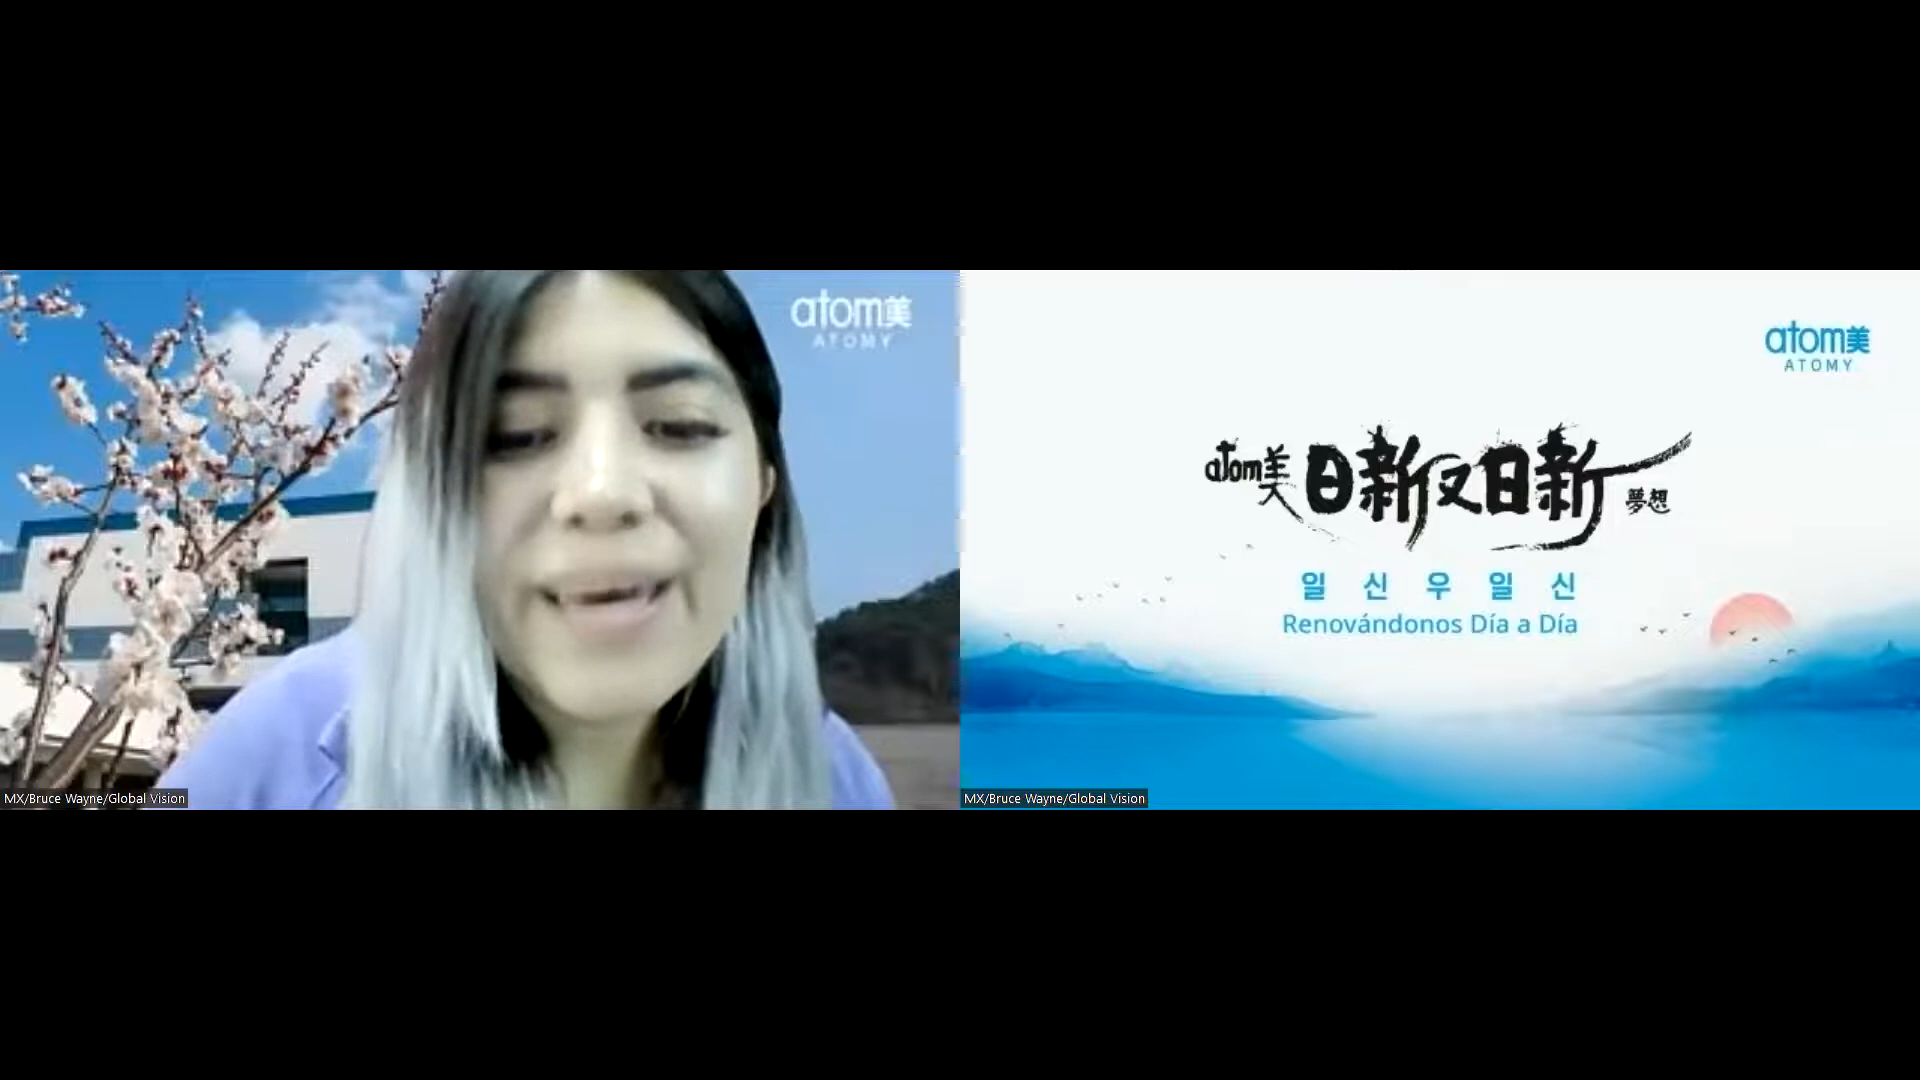 atom美
ATOMY
MX/Bruce Wayne/Global Vision
atom美
ATOMY
atom美 日新又日新 夢想
일 신 우 일 신
Renovándonos Día a Día
MX/Bruce Wayne/Global Vision